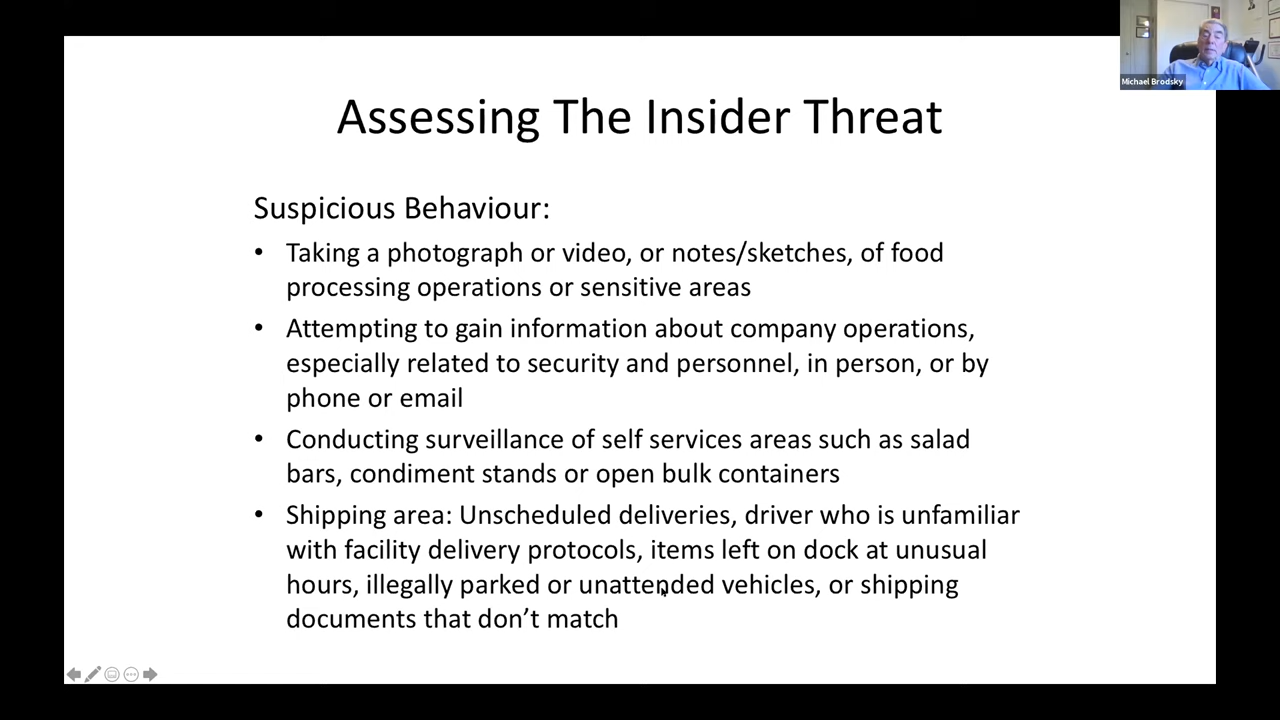 Michael Brodsky
Assessing The Insider Threat
Suspicious Behaviour:
• Taking a photograph or video, or notes/sketches, of food
processing operations or sensitive areas
• Attempting to gain information about company operations,
especially related to security and personnel, in person, or by
phone or email
• Conducting surveillance of self services areas such as salad
bars, condiment stands or open bulk containers
• Shipping area: Unscheduled deliveries, driver who is unfamiliar
with facility delivery protocols, items left on dock at unusual
hours, illegally parked or unattended vehicles, or shipping
documents that don’t match